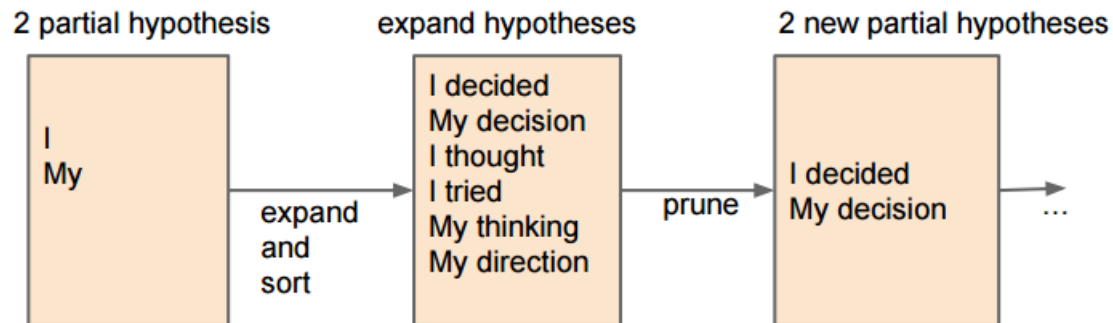 2 partial hypothesis
expand hypotheses
2 new partial hypotheses
I
My
expand
and
sort
I decided
My decision
I thought
I tried
My thinking
My direction
prune
I decided
My decision
...